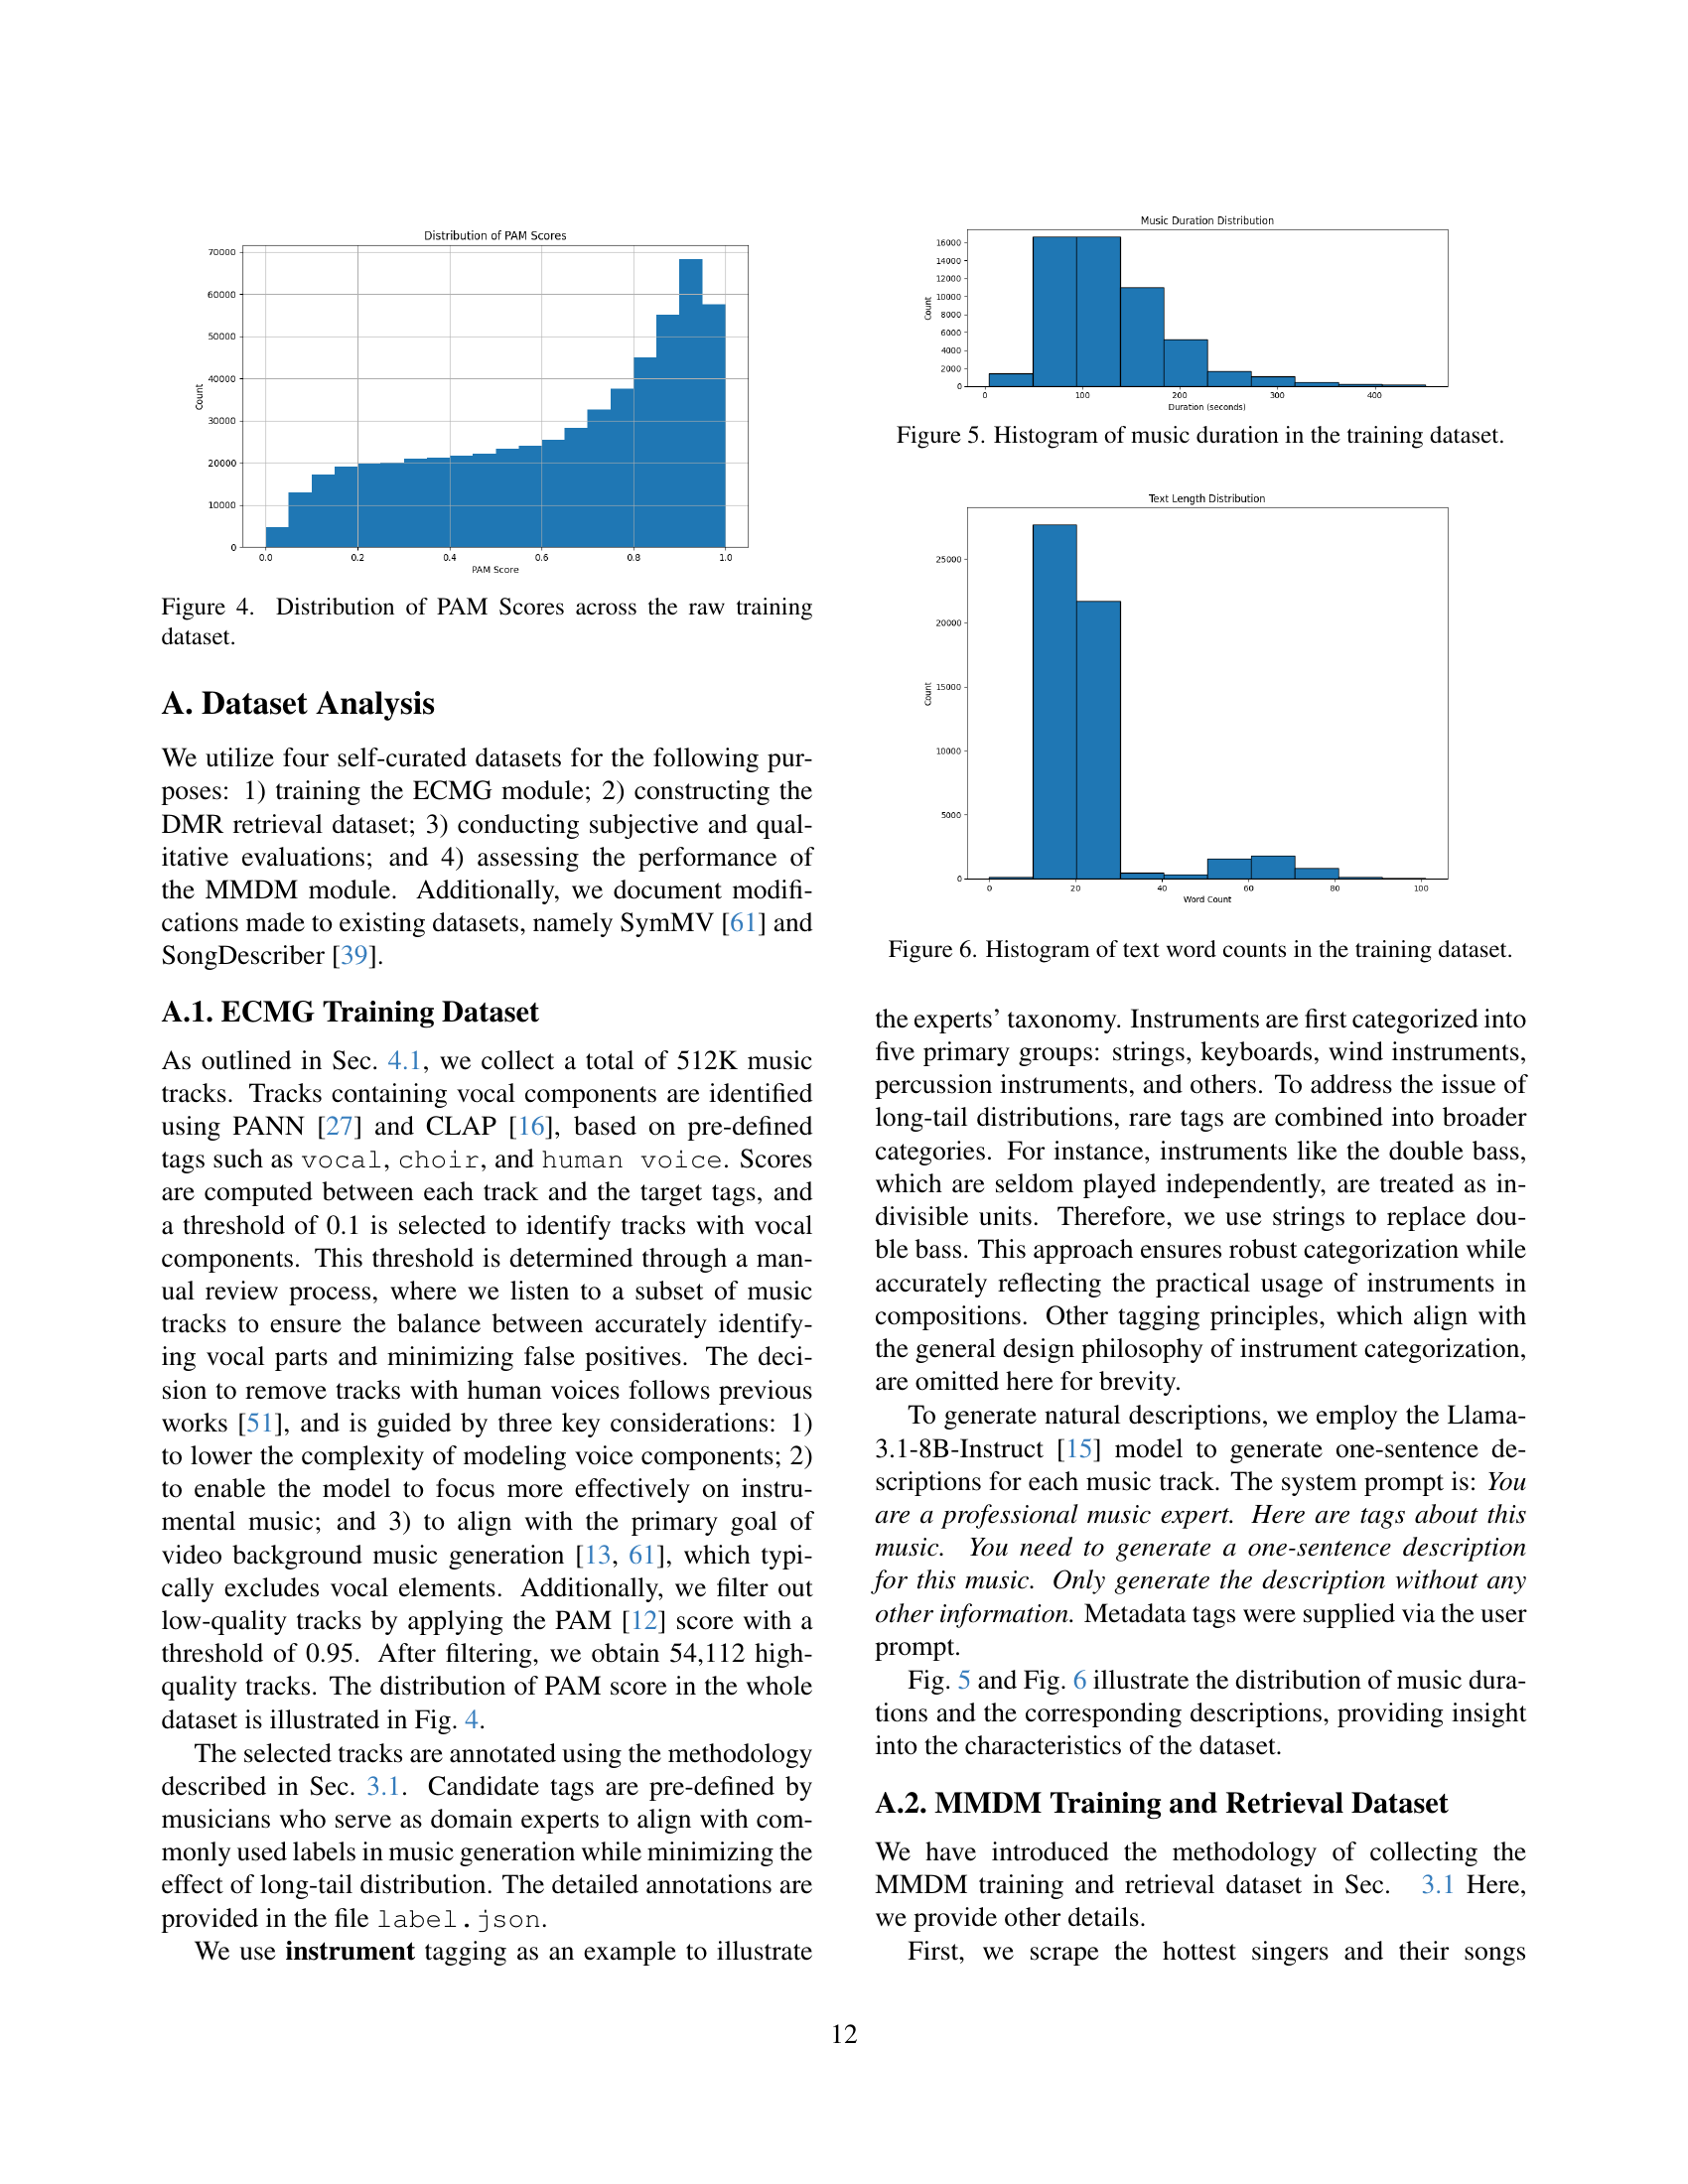 Distribution of PAM Scores
70000
60000
50000
40000
30000
20000
10000
0
Count
0.0 0.2 0.4 0.6 0.8 1.0
PAM Score
Figure 4. Distribution of PAM Scores across the raw training
dataset.
A. Dataset Analysis
We utilize four self-curated datasets for the following pur-
poses: 1) training the ECMG module; 2) constructing the
DMR retrieval dataset; 3) conducting subjective and qual-
itative evaluations; and 4) assessing the performance of
the MMDM module. Additionally, we document modifi-
cations made to existing datasets, namely SymMV [61] and
SongDescriber [39].
A.1. ECMG Training Dataset
As outlined in Sec. 4.1, we collect a total of 512K music
tracks. Tracks containing vocal components are identified
using PANN [27] and CLAP [16], based on pre-defined
tags such as vocal, choir, and human voice. Scores
are computed between each track and the target tags, and
a threshold of 0.1 is selected to identify tracks with vocal
components. This threshold is determined through a man-
ual review process, where we listen to a subset of music
tracks to ensure the balance between accurately identify-
ing vocal parts and minimizing false positives. The deci-
sion to remove tracks with human voices follows previous
works [51], and is guided by three key considerations: 1)
to lower the complexity of modeling voice components; 2)
to enable the model to focus more effectively on instru-
mental music; and 3) to align with the primary goal of
video background music generation [13, 61], which typi-
cally excludes vocal elements. Additionally, we filter out
low-quality tracks by applying the PAM [12] score with a
threshold of 0.95. After filtering, we obtain 54,112 high-
quality tracks. The distribution of PAM score in the whole
dataset is illustrated in Fig. 4.
The selected tracks are annotated using the methodology
described in Sec. 3.1. Candidate tags are pre-defined by
musicians who serve as domain experts to align with com-
monly used labels in music generation while minimizing the
effect of long-tail distribution. The detailed annotations are
provided in the file label.json.
We use instrument tagging as an example to illustrate
Music Duration Distribution
16000
14000
12000
10000
8000
6000
4000
2000
0
Count
0 100 200 300 400
Duration (seconds)
Figure 5. Histogram of music duration in the training dataset.
Text Length Distribution
25000
20000
15000
10000
5000
0
Count
0 20 40 60 80 100
Word Count
Figure 6. Histogram of text word counts in the training dataset.
the experts' taxonomy. Instruments are first categorized into
five primary groups: strings, keyboards, wind instruments,
percussion instruments, and others. To address the issue of
long-tail distributions, rare tags are combined into broader
categories. For instance, instruments like the double bass,
which are seldom played independently, are treated as in-
divisible units. Therefore, we use strings to replace dou-
ble bass. This approach ensures robust categorization while
accurately reflecting the practical usage of instruments in
compositions. Other tagging principles, which align with
the general design philosophy of instrument categorization,
are omitted here for brevity.
To generate natural descriptions, we employ the Llama-
3.1-8B-Instruct [15] model to generate one-sentence de-
scriptions for each music track. The system prompt is: You
are a professional music expert. Here are tags about this
music. You need to generate a one-sentence description
for this music. Only generate the description without any
other information. Metadata tags were supplied via the user
prompt.
Fig. 5 and Fig. 6 illustrate the distribution of music dura-
tions and the corresponding descriptions, providing insight
into the characteristics of the dataset.
A.2. MMDM Training and Retrieval Dataset
We have introduced the methodology of collecting the
MMDM training and retrieval dataset in Sec. 3.1 Here,
we provide other details.
First, we scrape the hottest singers and their songs
12